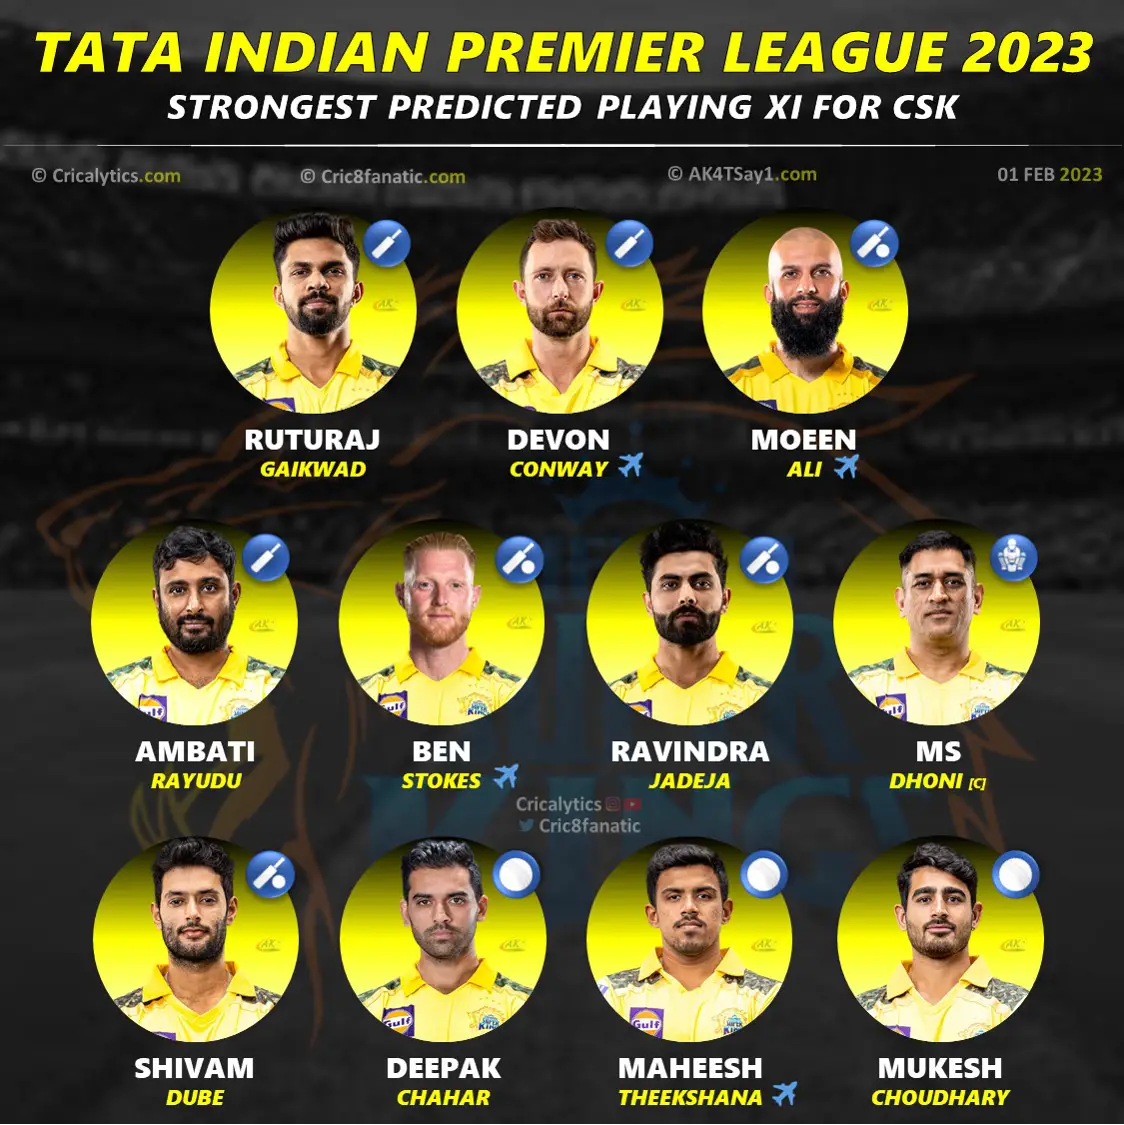 TATA INDIAN PREMIER LEAGUE 2023
STRONGEST PREDICTED PLAYING XI FOR CSK
© Cricalytics.com © Cric8fanatic.com © AK4TSay1.com 01 FEB 2023
RUTURAJ DEVON MOEEN
GAIKWAD CONWAY ALI
AMBATI BEN RAVINDRA MS
RAYUDU STOKES JADEJA DHONI [C]
Cricalytics
Cric8fanatic
SHIVAM DEEPAK MAHEESH MUKESH
DUBE CHAHAR THEEKSHANA CHOUDHARY